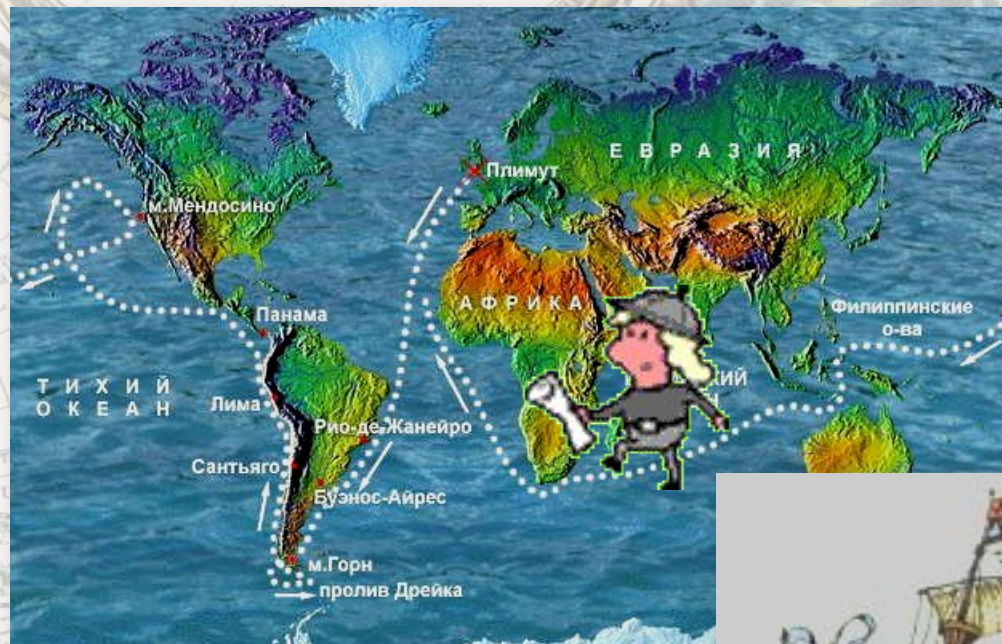 ЕВРАЗИЯ
Плимут
м.Мендосино
АФРИКА
Филиппинские
о-ва
Панама
ТИХИЙ
ОКЕАН
Лима
Рио-де-Жанейро
Сантьяго
Буэнос-Айрес
м.Горн
пролив Дрейка